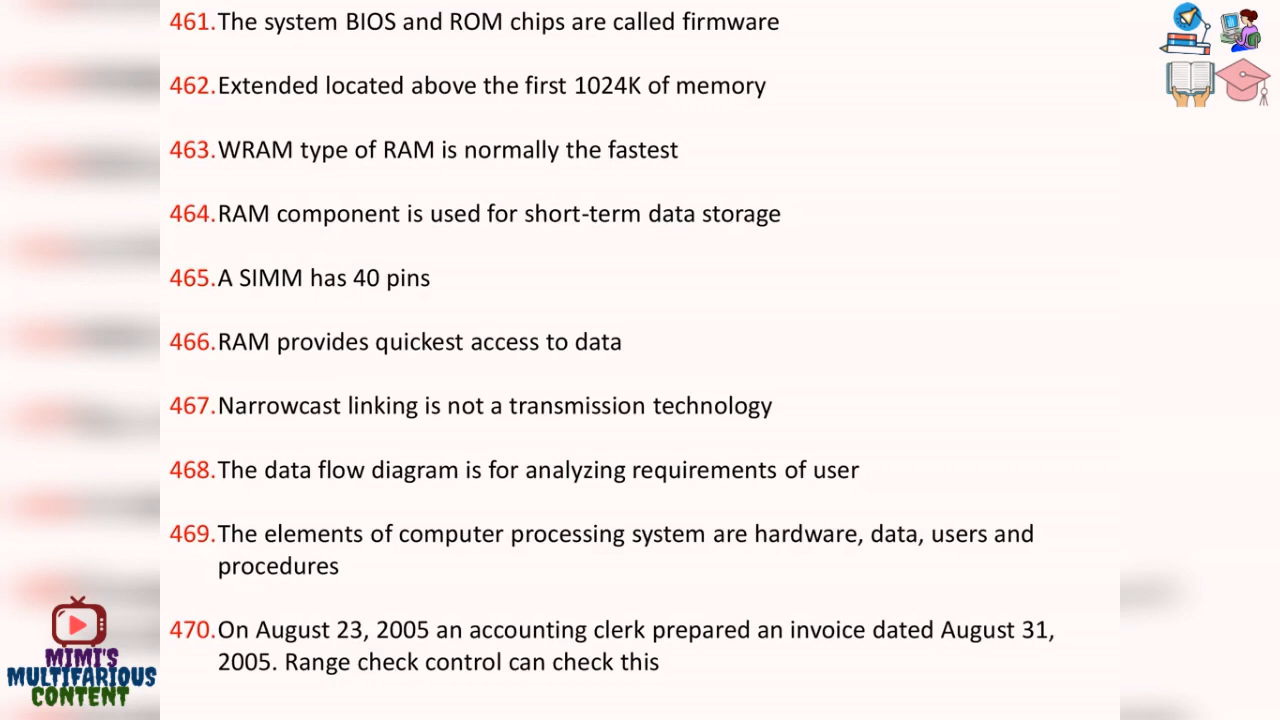 461.The system BIOS and ROM chips are called firmware
462.Extended located above the first 1024K of memory
463.WRAM type of RAM is normally the fastest
464.RAM component is used for short-term data storage
465.A SIMM has 40 pins
466.RAM provides quickest access to data
467.Narrowcast linking is not a transmission technology
468.The data flow diagram is for analyzing requirements of user
469.The elements of computer processing system are hardware, data, users and
procedures
470.On August 23, 2005 an accounting clerk prepared an invoice dated August 31,
2005. Range check control can check this
MIMI'S
MULTIFARIOUS
CONTENT